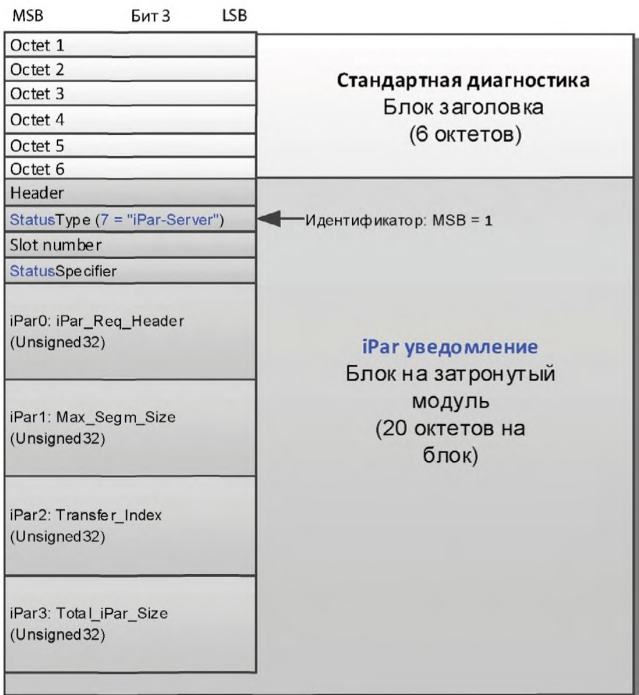 MSB Бит 3 LSB
Octet 1
Octet 2
Octet 3
Octet 4
Octet 5
Octet 6
Стандартная диагностика
Блок заголовка
(6 октетов)
Header
StatusType (7 = "iPar-Server")
Идентификатор: MSB = 1
Slot number
StatusSpecifier
iPar0: iPar_Req_Header
(Unsigned32)
iPar1: Max_Segm_Size
(Unsigned32)
iPar2: Transfer_Index
(Unsigned32)
iPar3: Total_iPar_Size
(Unsigned32)
iPar уведомление
Блок на затронутый
модуль
(20 октетов на
блок)